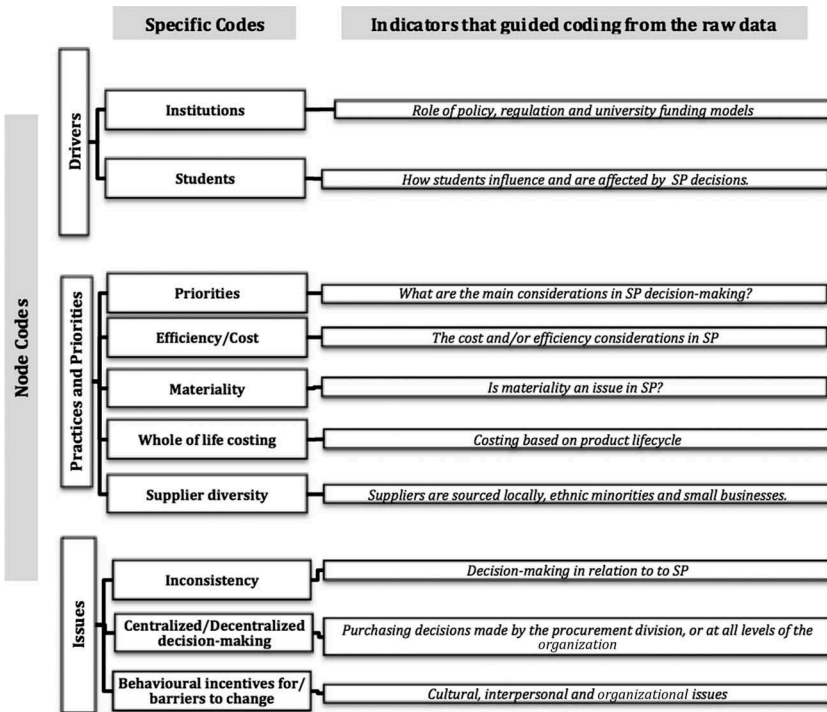 Specific Codes
Indicators that guided coding from the raw data
Node Codes
Drivers
Institutions
Role of policy, regulation and university funding models
Students
How students influence and are affected by SP decisions.
Practices and Priorities
Priorities
What are the main considerations in SP decision-making?
Efficiency/Cost
The cost and/or efficiency considerations in SP
Materiality
Is materiality an issue in SP?
Whole of life costing
Costing based on product lifecycle
Supplier diversity
Suppliers are sourced locally, ethnic minorities and small businesses.
Issues
Inconsistency
Decision-making in relation to to SP
Centralized/Decentralized
decision-making
Purchasing decisions made by the procurement division, or at all levels of the
organization
Behavioural incentives for/
barriers to change
Cultural, interpersonal and organizational issues